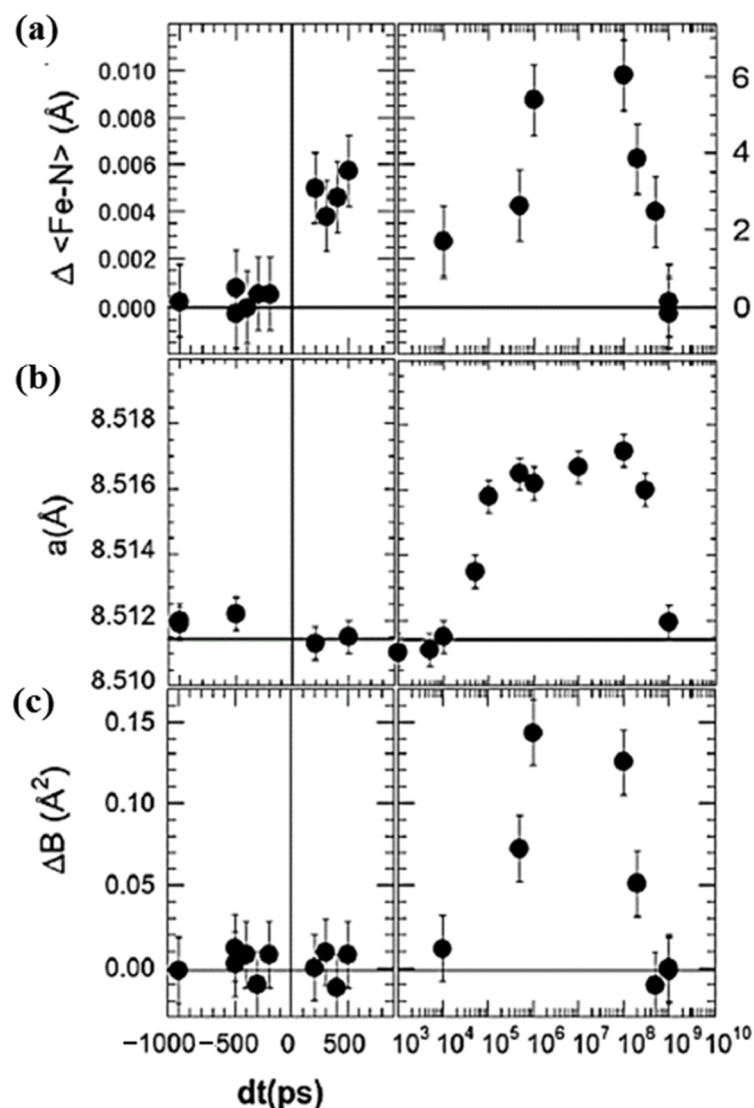 (a)
Δ <Fe-N> (Å)
0.010
0.008
0.006
0.004
0.002
0.000
6
4
2
0
(b)
a(Å)
8.518
8.516
8.514
8.512
8.510
(c)
ΔB (Å²)
0.15
0.10
0.05
0.00
−1000 −500 0 500 10³ 10⁴ 10⁵ 10⁶ 10⁷ 10⁸ 10⁹ 10¹⁰
dt(ps)